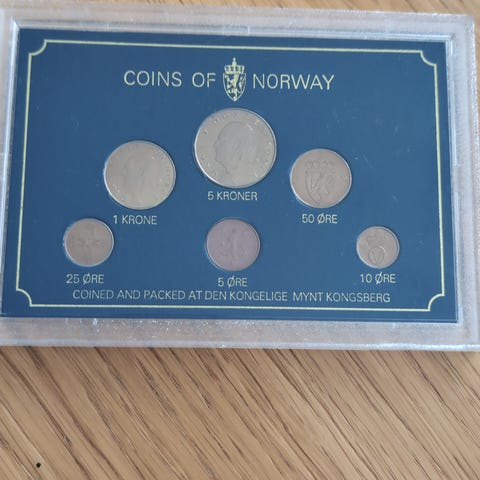 COINS OF NORWAY
5 KRONER
1 KRONE
50 ØRE
25 ØRE
5 ØRE
10 ØRE
COINED AND PACKED AT DEN KONGELIGE MYNT KONGSBERG